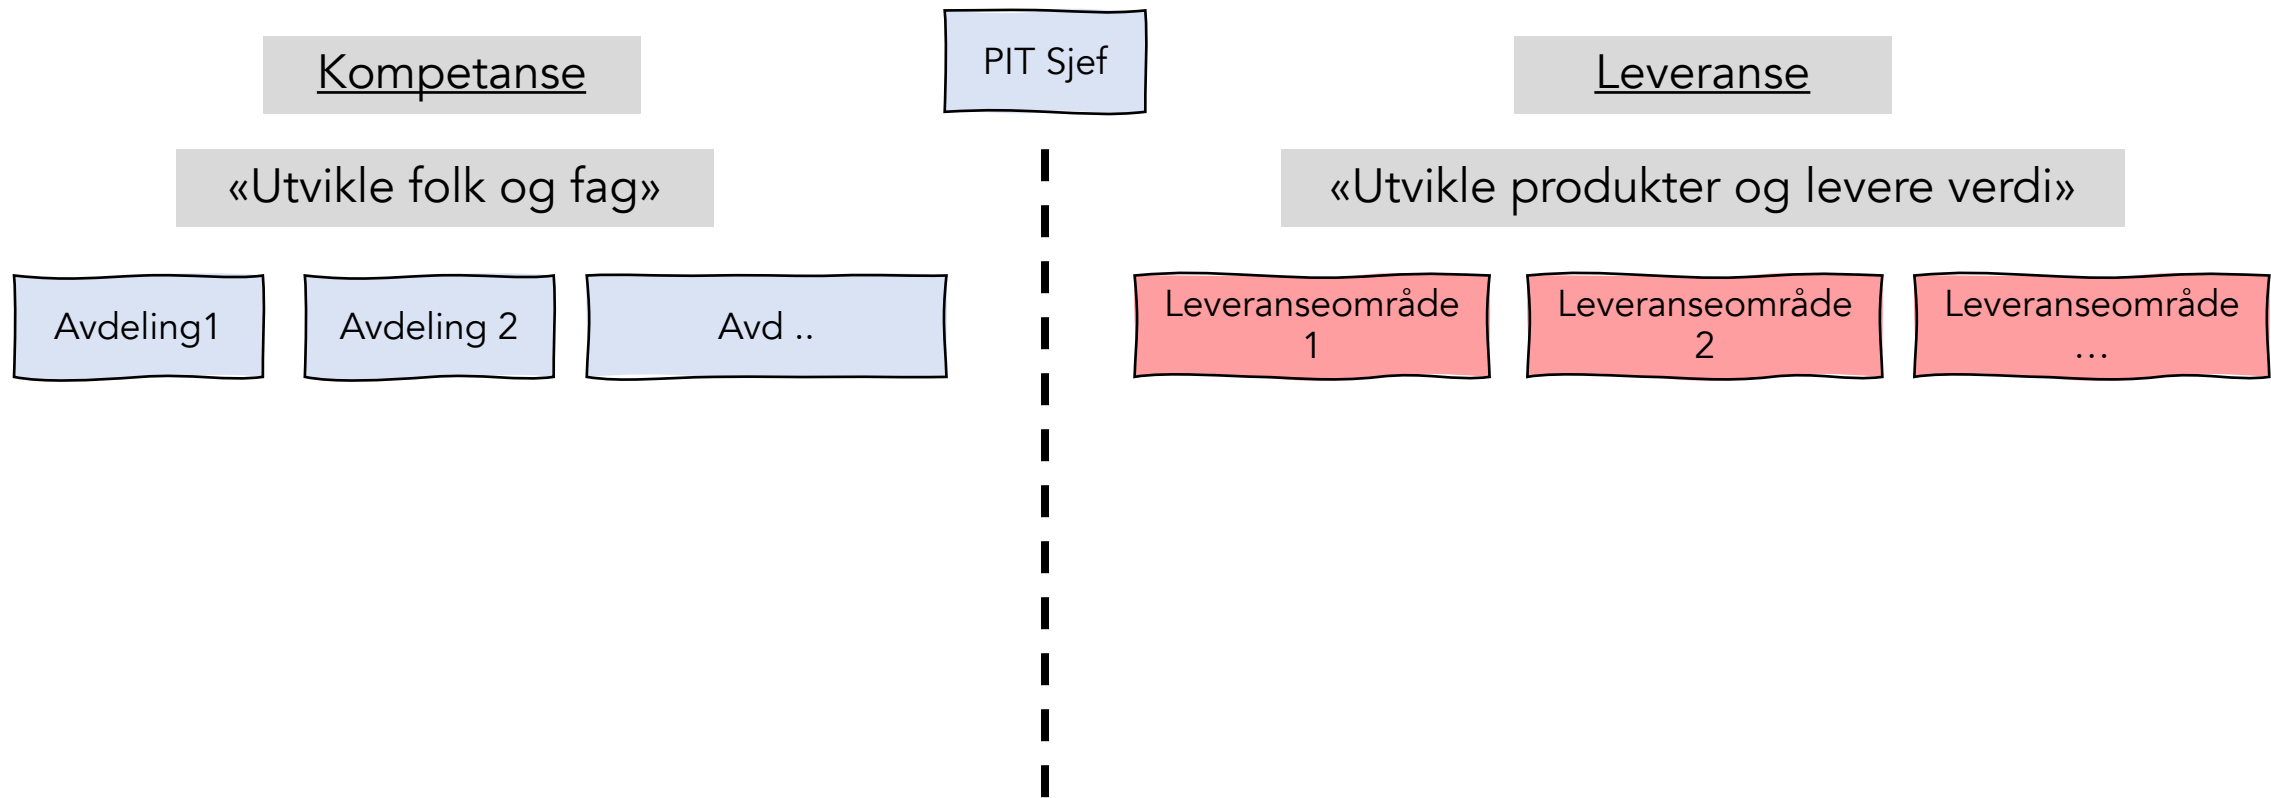 PIT Sjef
Kompetanse
Leveranse
«Utvikle folk og fag»
«Utvikle produkter og levere verdi»
Avdeling1
Avdeling 2
Avd ..
Leveranseområde
1
Leveranseområde
2
Leveranseområde
...